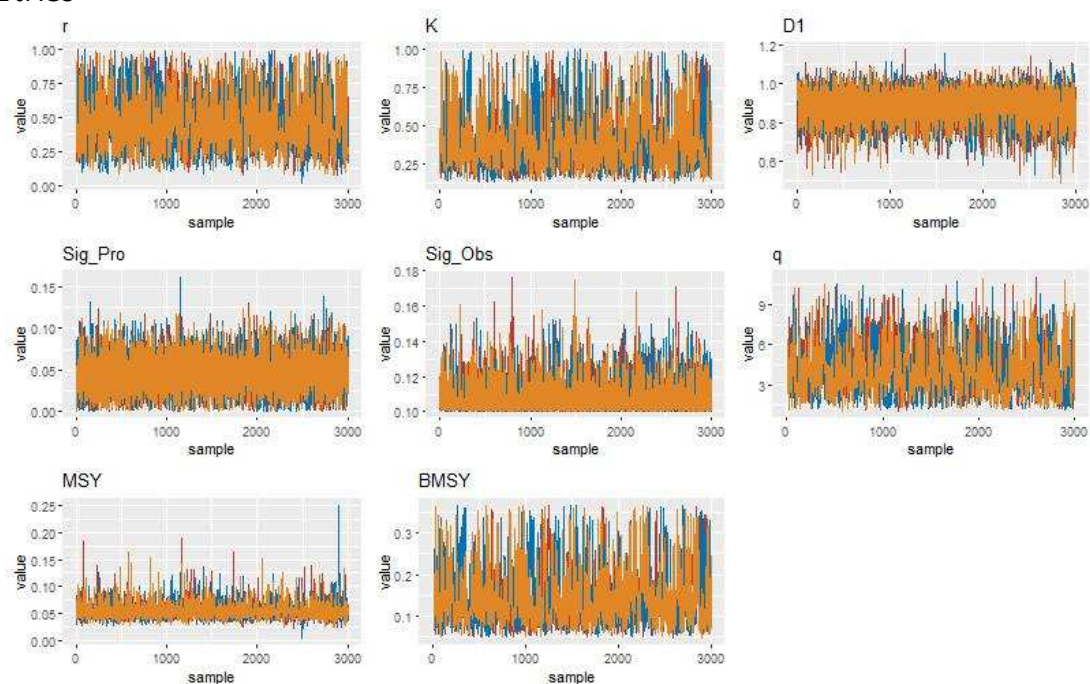 r
K
D1
1.00
0.75
0.50
0.25
0.00
value
0
1000
2000
3000
sample
1.00
0.75
0.50
0.25
value
0
1000
2000
3000
sample
1.2
1.0
0.8
0.6
value
0
1000
2000
3000
sample
Sig_Pro
Sig_Obs
q
0.15
0.10
0.05
0.00
value
0
1000
2000
3000
sample
0.18
0.16
0.14
0.12
0.10
value
0
1000
2000
3000
sample
9
6
3
value
0
1000
2000
3000
sample
MSY
BMSY
0.25
0.20
0.15
0.10
0.05
0.00
value
0
1000
2000
3000
sample
0.3
0.2
0.1
value
0
1000
2000
3000
sample